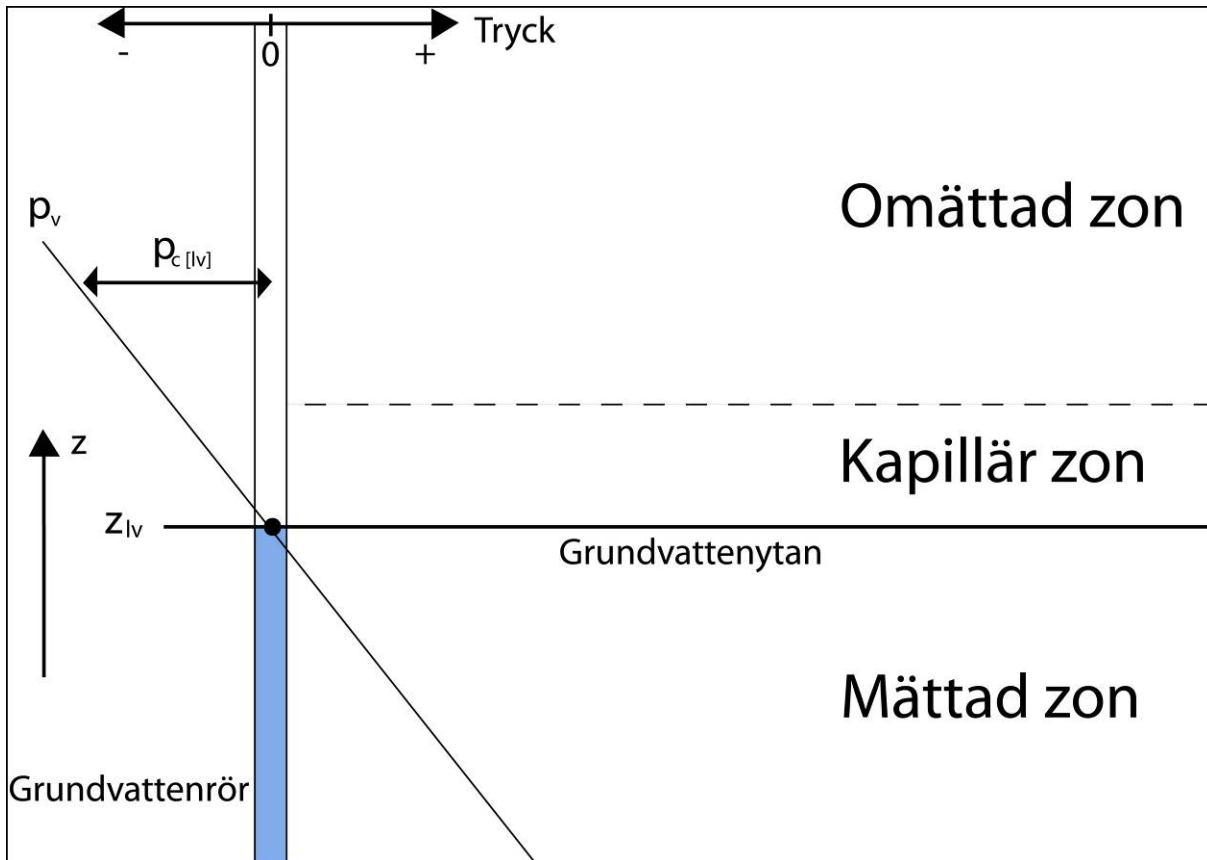 Tryck
- 0 +
Omättad zon
pv
pc [lv]
Kapillär zon
z
zlv
Grundvattenytan
Mättad zon
Grundvattenrör